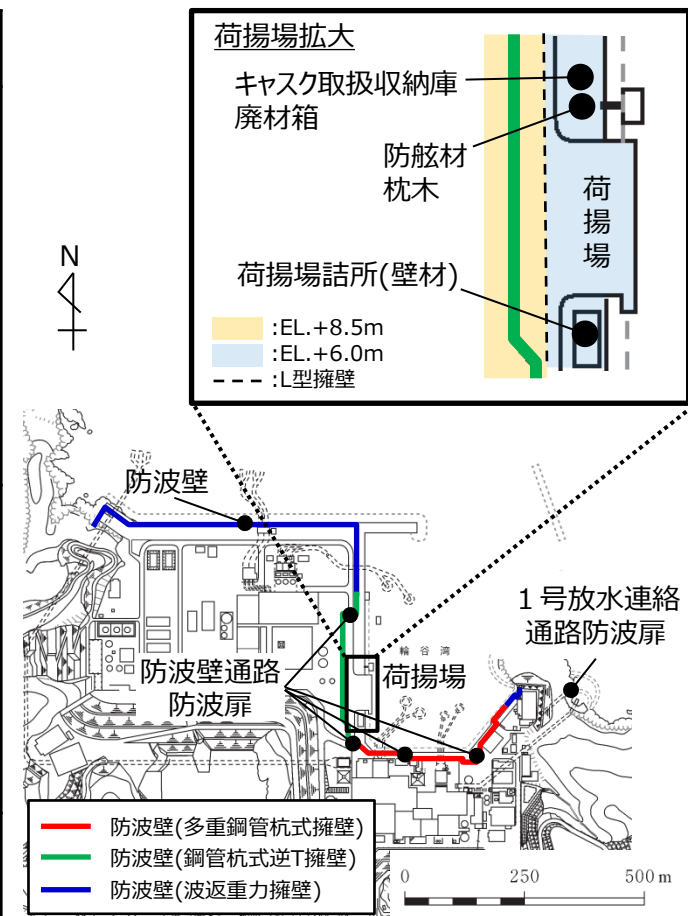 荷揚場拡大
キャスク取扱収納庫
廃材箱
防舷材
枕木
荷揚場
荷揚場詰所(壁材)
:EL.+8.5m
:EL.+6.0m
:L型擁壁
N
防波壁
1号放水連絡
通路防波扉
輪谷湾
防波壁通路
防波扉
荷揚場
防波壁(多重鋼管杭式擁壁)
防波壁(鋼管杭式逆T擁壁)
防波壁(波返重力擁壁)
0 250 500 m